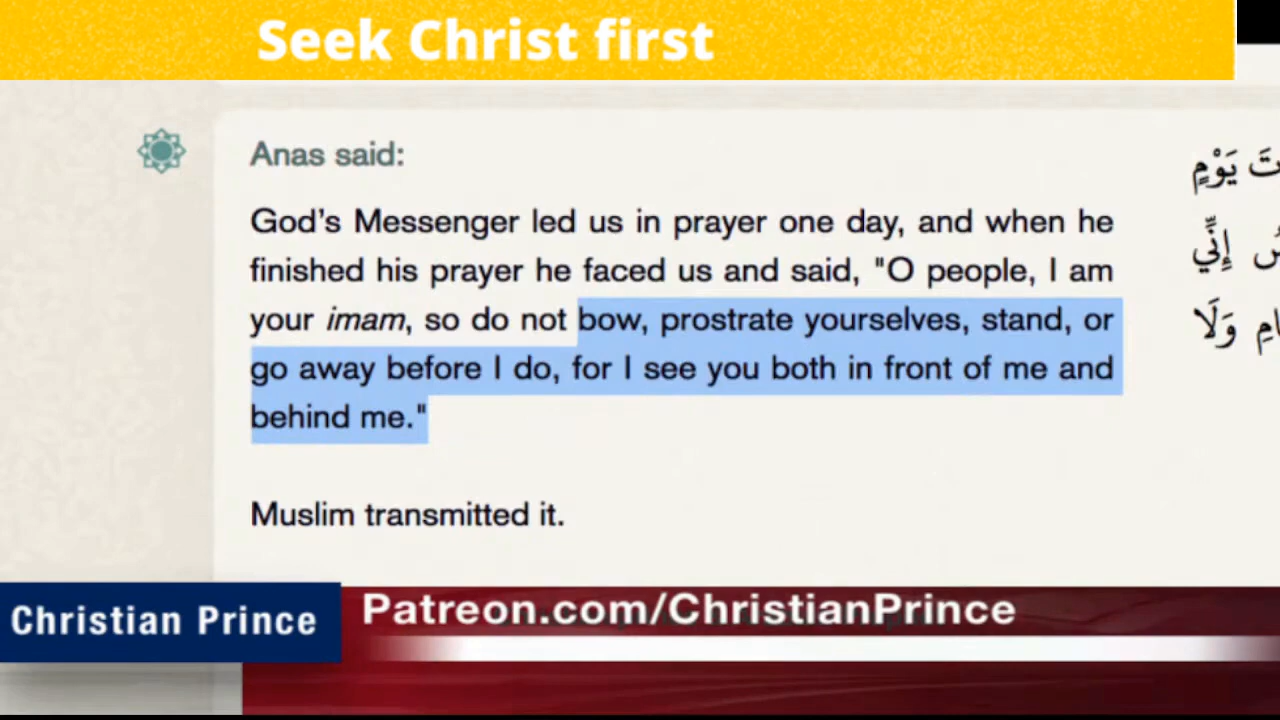 Seek Christ first
Anas said:
God's Messenger led us in prayer one day, and when he
finished his prayer he faced us and said, "O people, I am
your imam, so do not bow, prostrate yourselves, stand, or
go away before I do, for I see you both in front of me and
behind me."
Muslim transmitted it.
تَ يَوْمٍ
إِنِّي
وَلَا
Christian Prince
Patreon.com/ChristianPrince